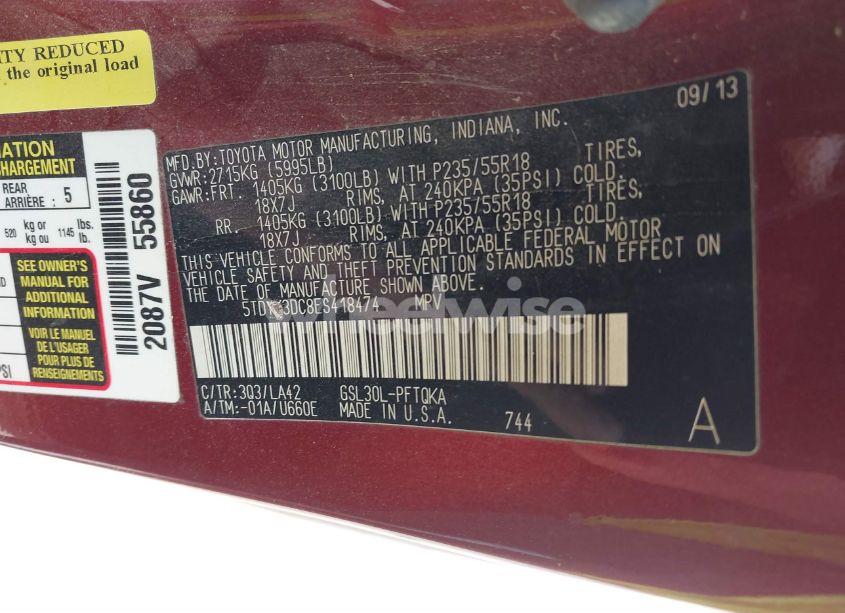 ITY REDUCED
the original load
MATION
CHARGEMENT
REAR
ARRIÈRE : 5
520 kg or
kg ou 1145 lbs.
lb.
SEE OWNER'S
MANUAL FOR
ADDITIONAL
INFORMATION
VOIR LE MANUEL
DE L'USAGER
POUR PLUS DE
RENSEIGNEMENTS
2087V 55860
09/13
MFD. BY: TOYOTA MOTOR MANUFACTURING, INDIANA, INC.
GVWR: 2715KG (5995LB)
GAWR: FRT. 1405KG (3100LB) WITH P235/55R18 TIRES,
18X7J RIMS, AT 240KPA (35PSI) COLD.
RR. 1405KG (3100LB) WITH P235/55R18 TIRES,
18X7J RIMS, AT 240KPA (35PSI) COLD.
THIS VEHICLE CONFORMS TO ALL APPLICABLE FEDERAL MOTOR
VEHICLE SAFETY AND THEFT PREVENTION STANDARDS IN EFFECT ON
THE DATE OF MANUFACTURE SHOWN ABOVE.
MPV
wheelwise
C/TR: 3Q3/LA42 GSL30L-PFTQKA
A/TM: -01A/U660E MADE IN U.S.A.
744
A